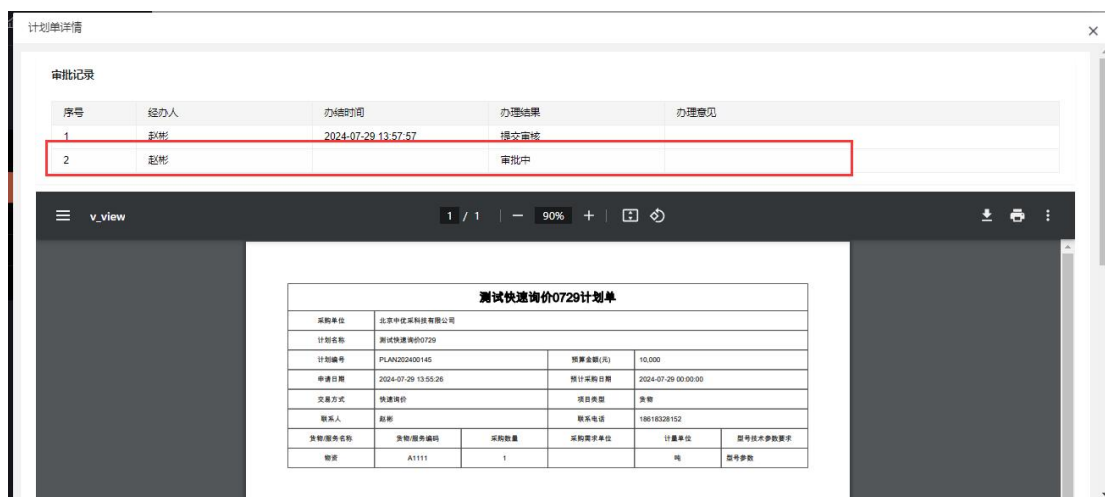 计划单详情
审批记录
序号 经办人 办结时间 办理结果 办理意见
1 赵彬 2024-07-29 13:57:57 提交审核
2 赵彬 审批中
v_view 1 / 1 90%
测试快速询价0729计划单
采购单位 北京中优采科技有限公司
计划名称 测试快速询价0729
计划编号 PLAN202400145 预算金额(元) 10,000
申请日期 2024-07-29 13:55:26 预计采购日期 2024-07-29 00:00:00
交易方式 快速询价 项目类型 货物
联系人 赵彬 联系电话 18618328152
货物/服务名称 货物/服务编码 采购数量 采购需求单位 计量单位 型号技术参数要求
物资 A1111 1 吨 型号参数